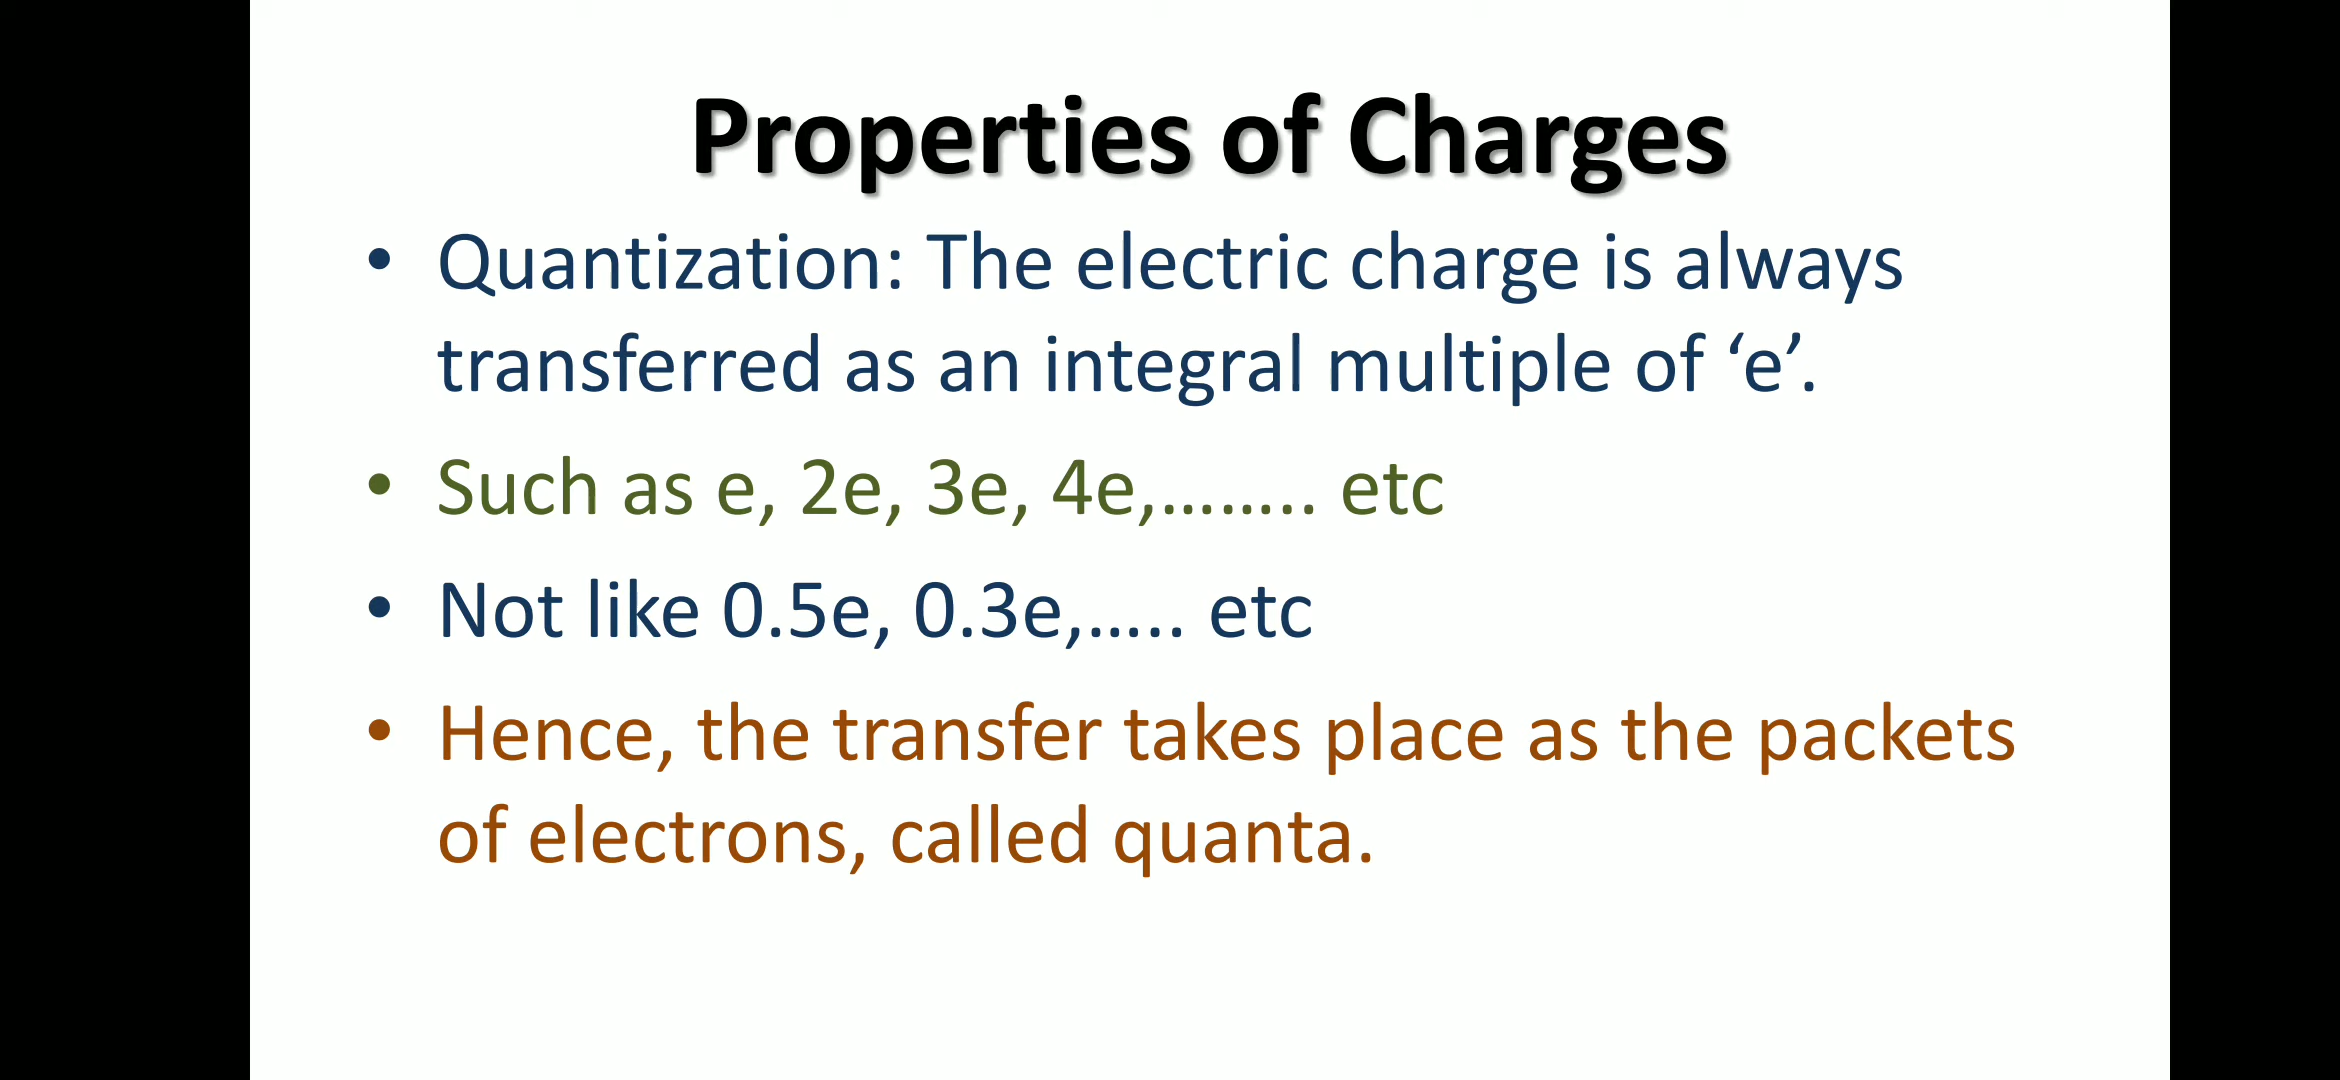 Properties of Charges
• Quantization: The electric charge is always
transferred as an integral multiple of ‘e’.
• Such as e, 2e, 3e, 4e,…….. etc
• Not like 0.5e, 0.3e,….. etc
• Hence, the transfer takes place as the packets
of electrons, called quanta.